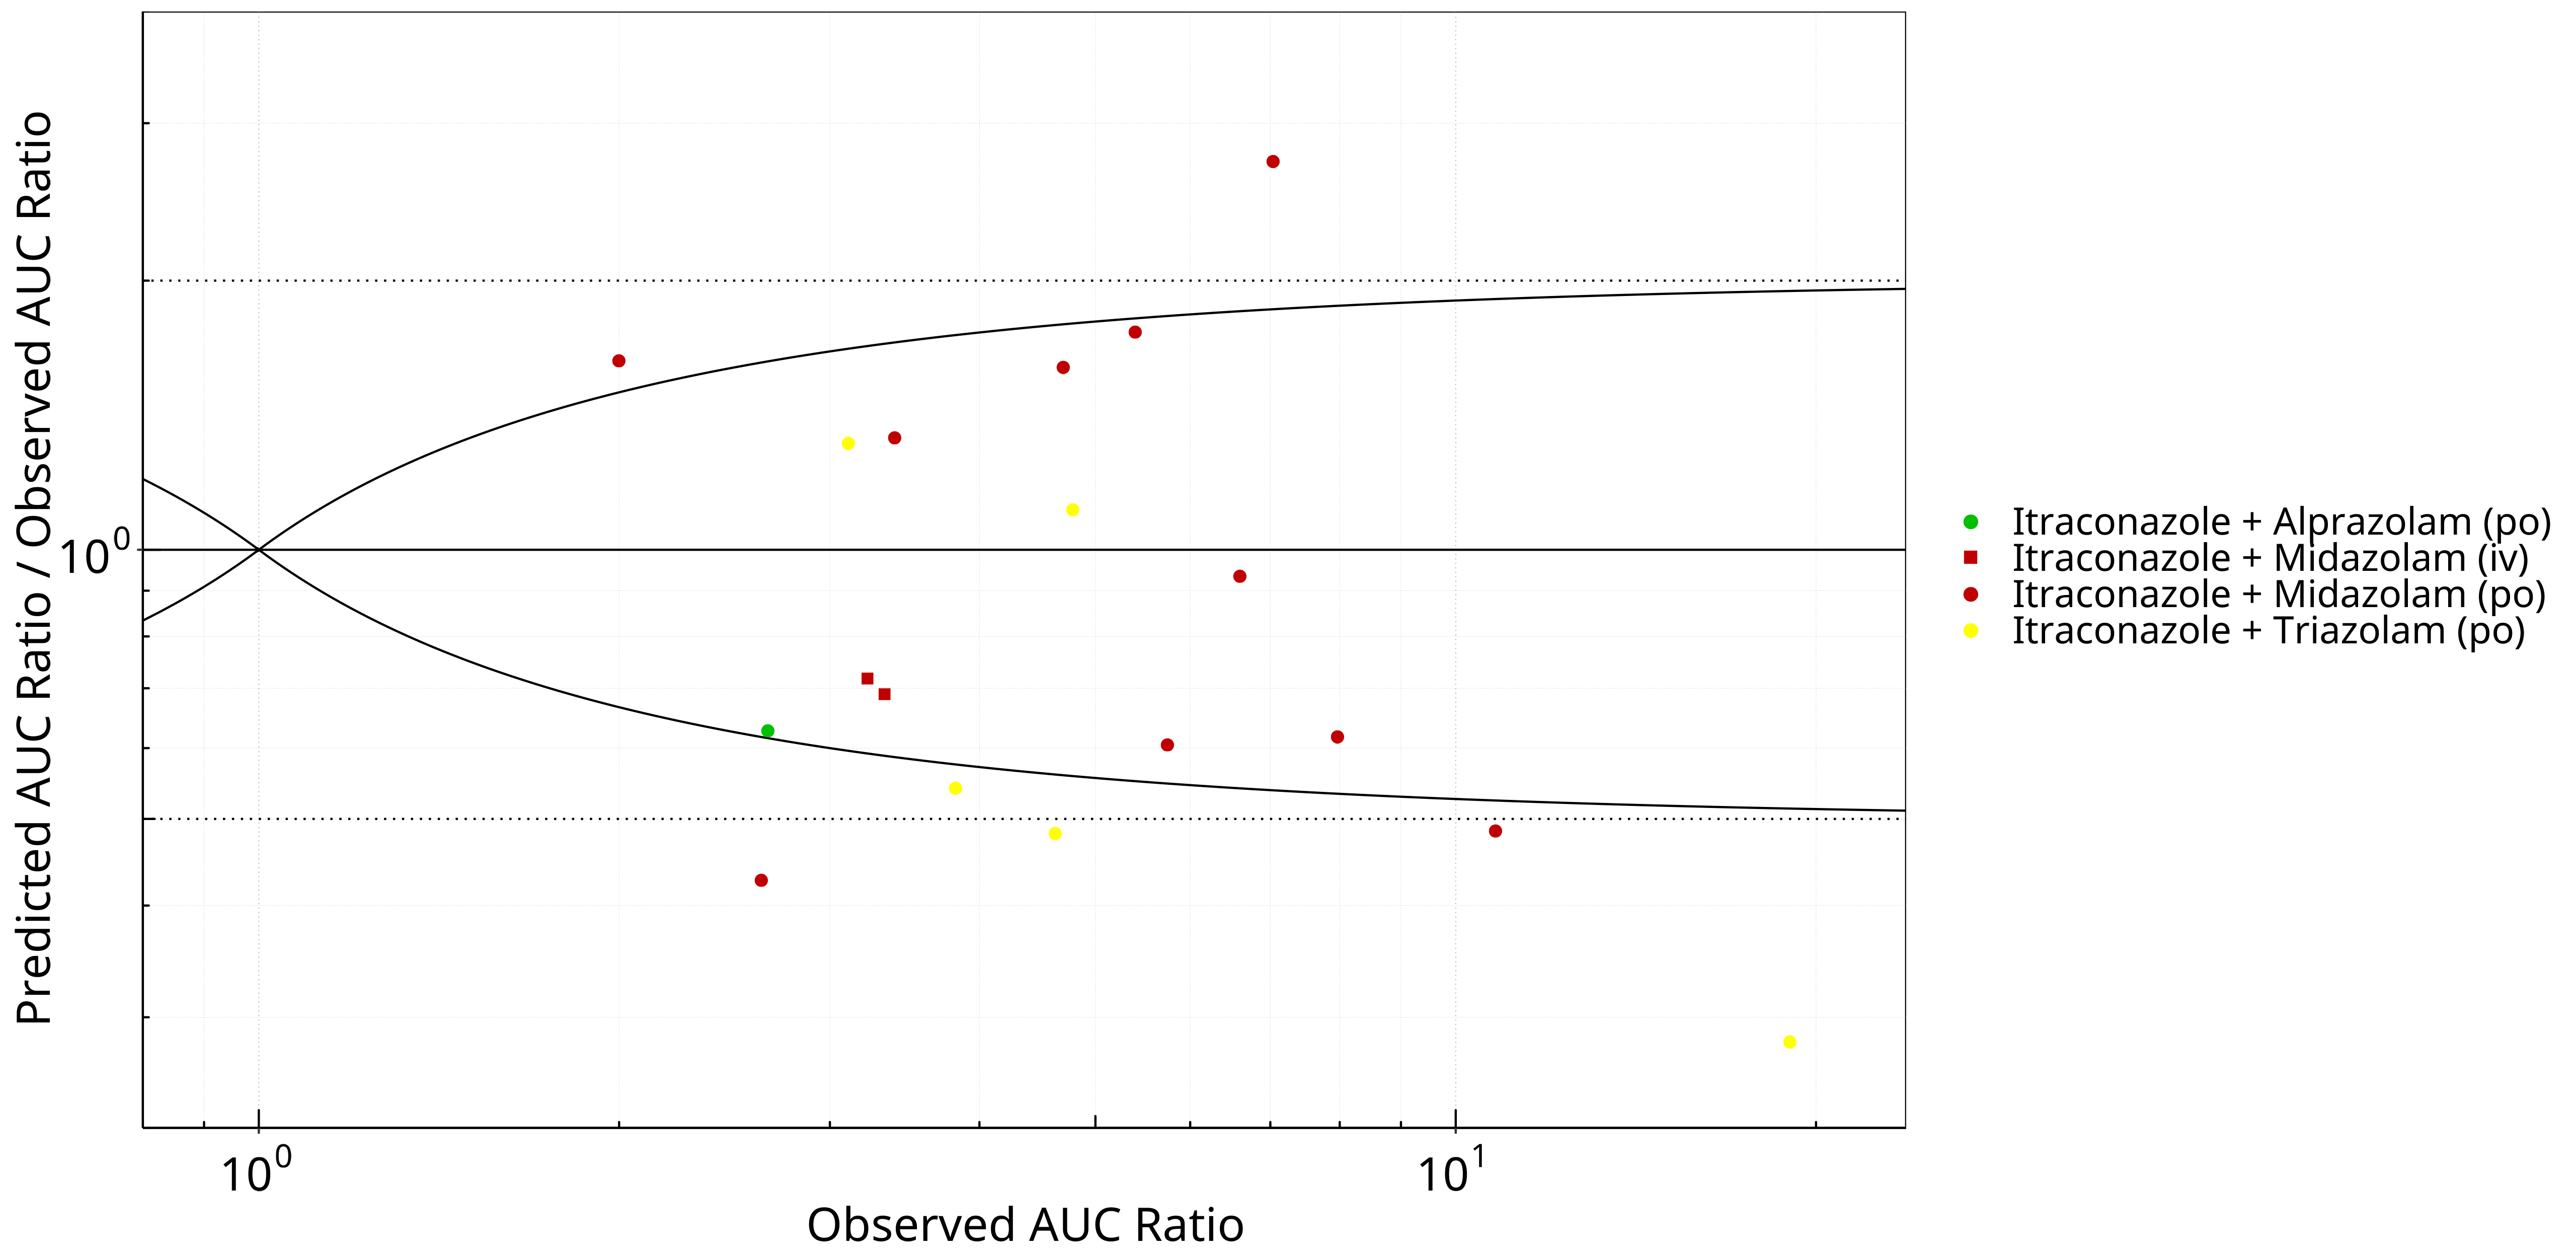 Predicted AUC Ratio / Observed AUC Ratio
10⁰
10⁰
10¹
Observed AUC Ratio
Itraconazole + Alprazolam (po)
Itraconazole + Midazolam (iv)
Itraconazole + Midazolam (po)
Itraconazole + Triazolam (po)